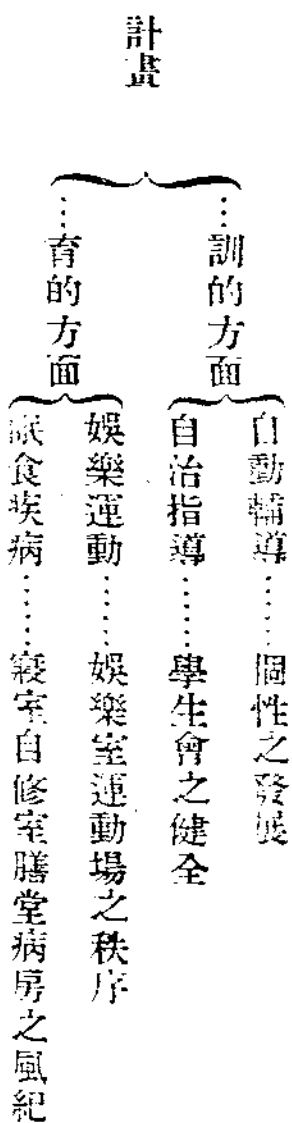 計畫
訓的方面
自動輔導……個性之發展
自治指導……學生會之健全
育的方面
娛樂運動……娛樂室運動場之秩序
眠食疾病……寢室自修室膳堂病房之風紀